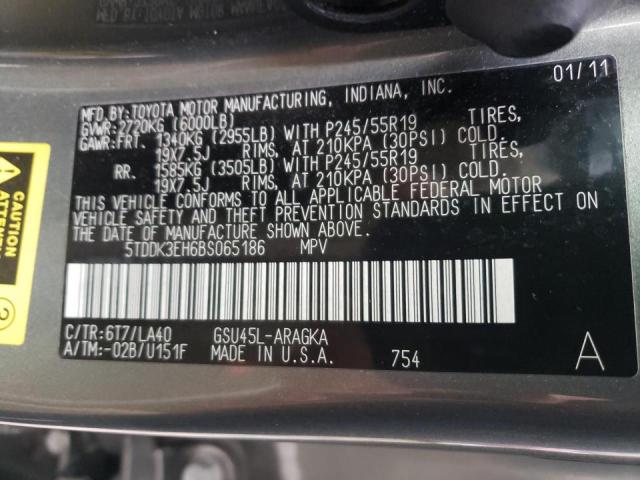 01/11
MFD. BY: TOYOTA MOTOR MANUFACTURING, INDIANA, INC.
GVWR: 2720KG (6000LB)
GAWR: FRT. 1340KG (2955LB) WITH P245/55R19 TIRES,
19X7.5J RIMS, AT 210KPA (30PSI) COLD.
RR. 1585KG (3505LB) WITH P245/55R19 TIRES,
19X7.5J RIMS, AT 210KPA (30PSI) COLD.
THIS VEHICLE CONFORMS TO ALL APPLICABLE FEDERAL MOTOR
VEHICLE SAFETY AND THEFT PREVENTION STANDARDS IN EFFECT ON
THE DATE OF MANUFACTURE SHOWN ABOVE.
5TDDK3EH6BS065186 MPV
C/TR: 6T7/LA40 GSU45L-ARAGKA
A/TM: -02B/U151F MADE IN U.S.A. 754 A
2